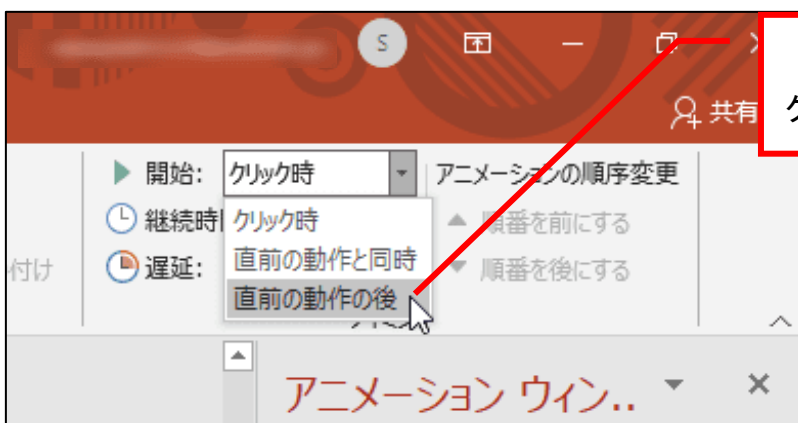 S
共有
開始: クリック時
アニメーションの順序変更
クリック時
順番を前にする
直前の動作と同時
付け
遅延:
順番を後にする
直前の動作の後
アニメーション ウィン..